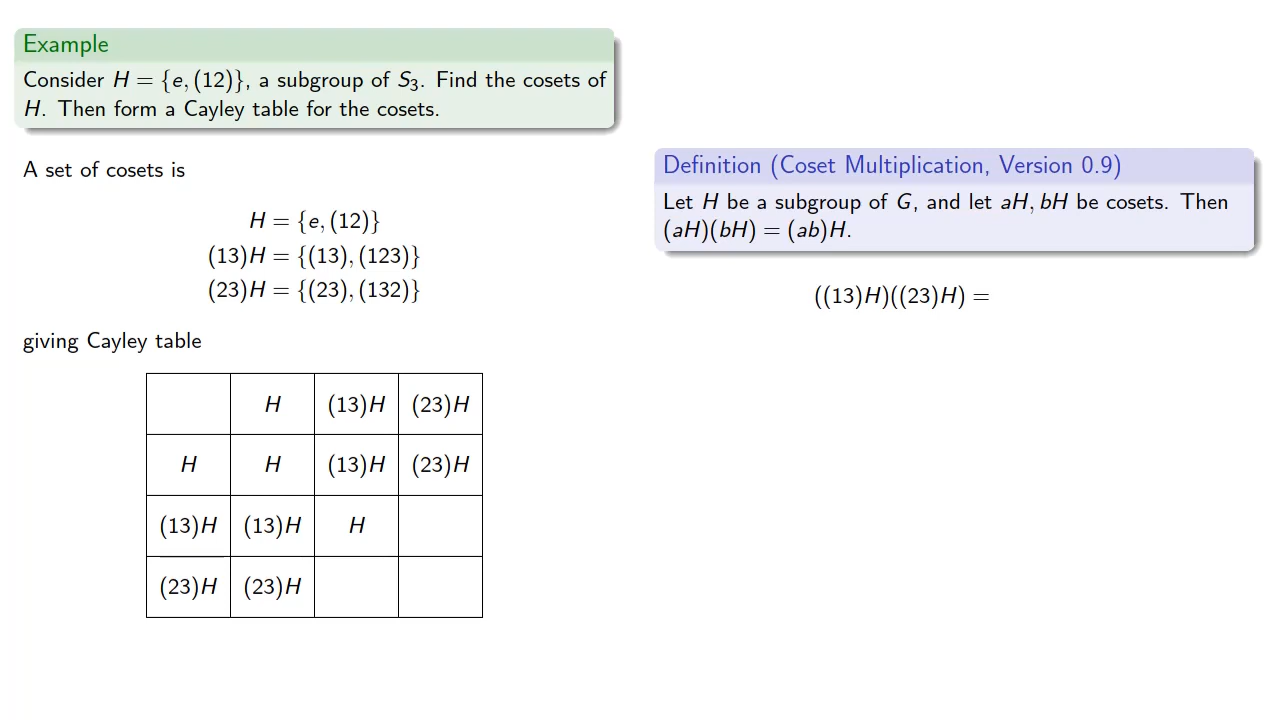 Example
Consider H = {e, (12)}, a subgroup of S₃. Find the cosets of
H. Then form a Cayley table for the cosets.
A set of cosets is
H = {e, (12)}
(13)H = {(13), (123)}
(23)H = {(23), (132)}
giving Cayley table
H (13)H (23)H
H H (13)H (23)H
(13)H (13)H H
(23)H (23)H
Definition (Coset Multiplication, Version 0.9)
Let H be a subgroup of G, and let aH, bH be cosets. Then
(aH)(bH) = (ab)H.
((13)H)((23)H) =